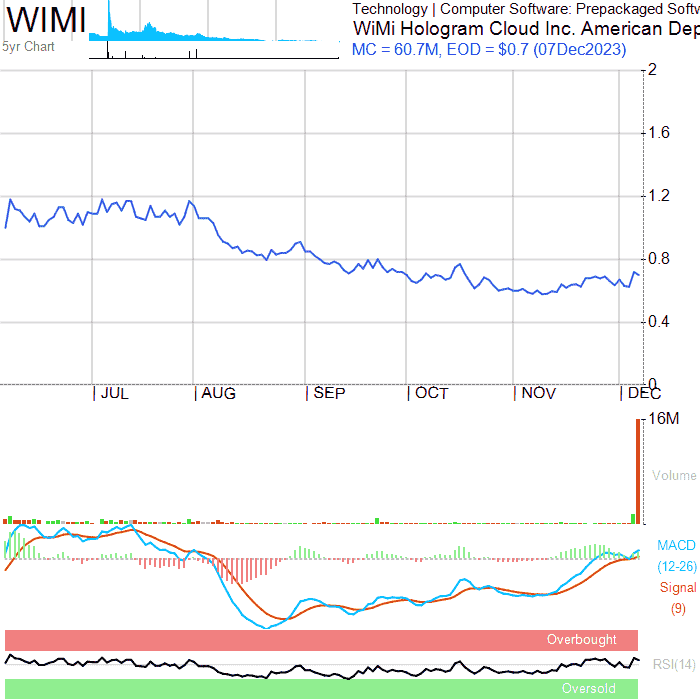 WIMI
5yr Chart
Technology | Computer Software: Prepackaged Softw
WiMi Hologram Cloud Inc. American Dep
MC = 60.7M, EOD = $0.7 (07Dec2023)
2
1.6
1.2
0.8
0.4
0
JUL
AUG
SEP
OCT
NOV
DEC
16M
Volume
MACD
(12-26)
Signal
(9)
Overbought
RSI(14)
Oversold